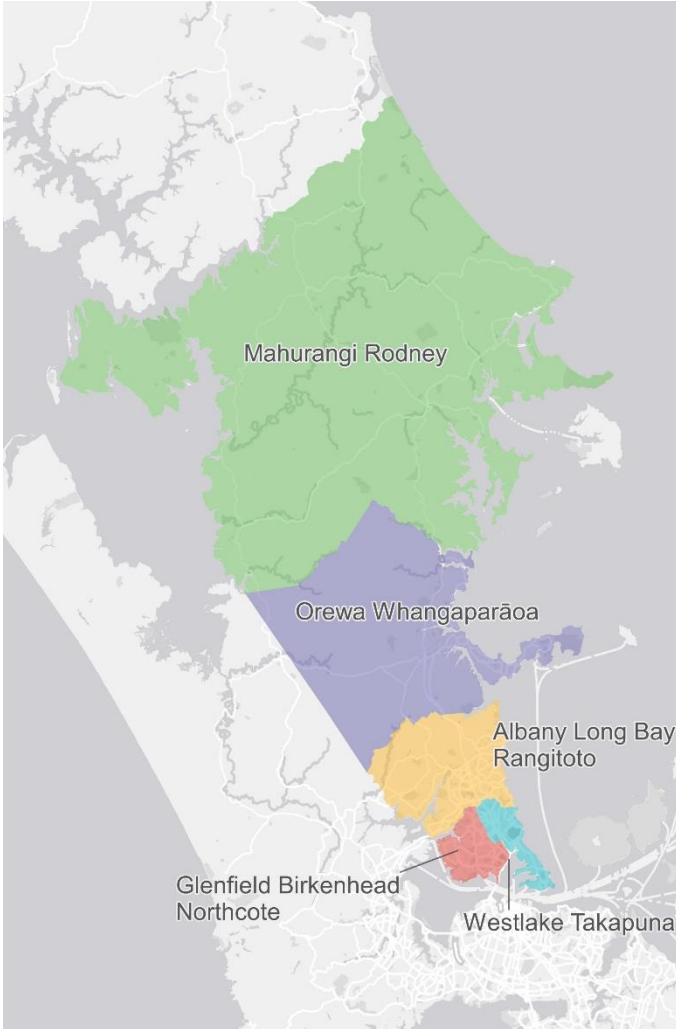 Mahurangi Rodney
Orewa Whangaparāoa
Albany Long Bay
Rangitoto
Glenfield Birkenhead
Northcote
Westlake Takapuna